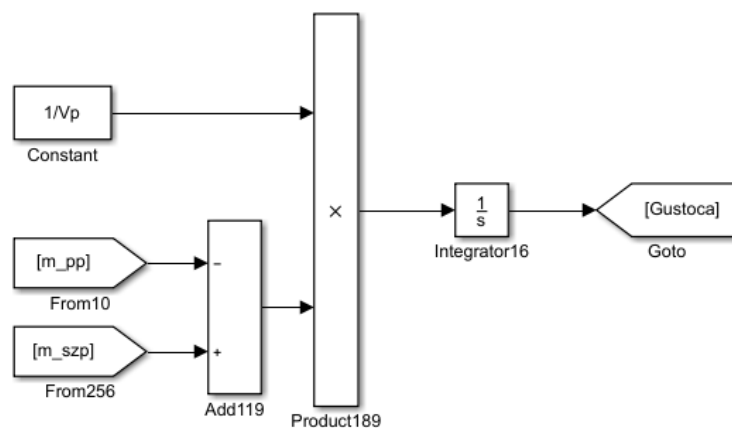 1/Vp
Constant
[m_pp]
From10
[m_szp]
From256
−
+
Add119
×
Product189
1
s
Integrator16
[Gustoca]
Goto